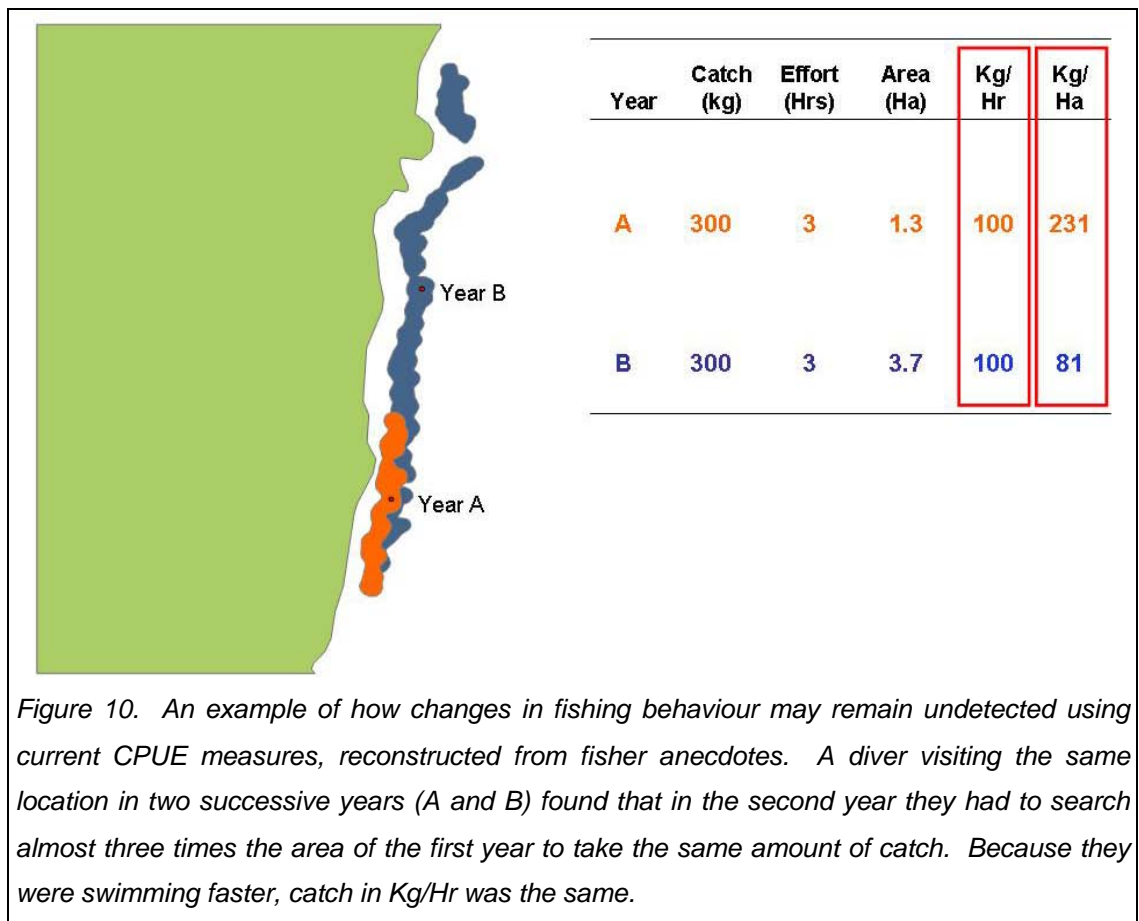 Year Catch (kg) Effort (Hrs) Area (Ha) Kg/ Hr Kg/ Ha
A 300 3 1.3 100 231
B 300 3 3.7 100 81
Year B
Year A
Figure 10. An example of how changes in fishing behaviour may remain undetected using
current CPUE measures, reconstructed from fisher anecdotes. A diver visiting the same
location in two successive years (A and B) found that in the second year they had to search
almost three times the area of the first year to take the same amount of catch. Because they
were swimming faster, catch in Kg/Hr was the same.